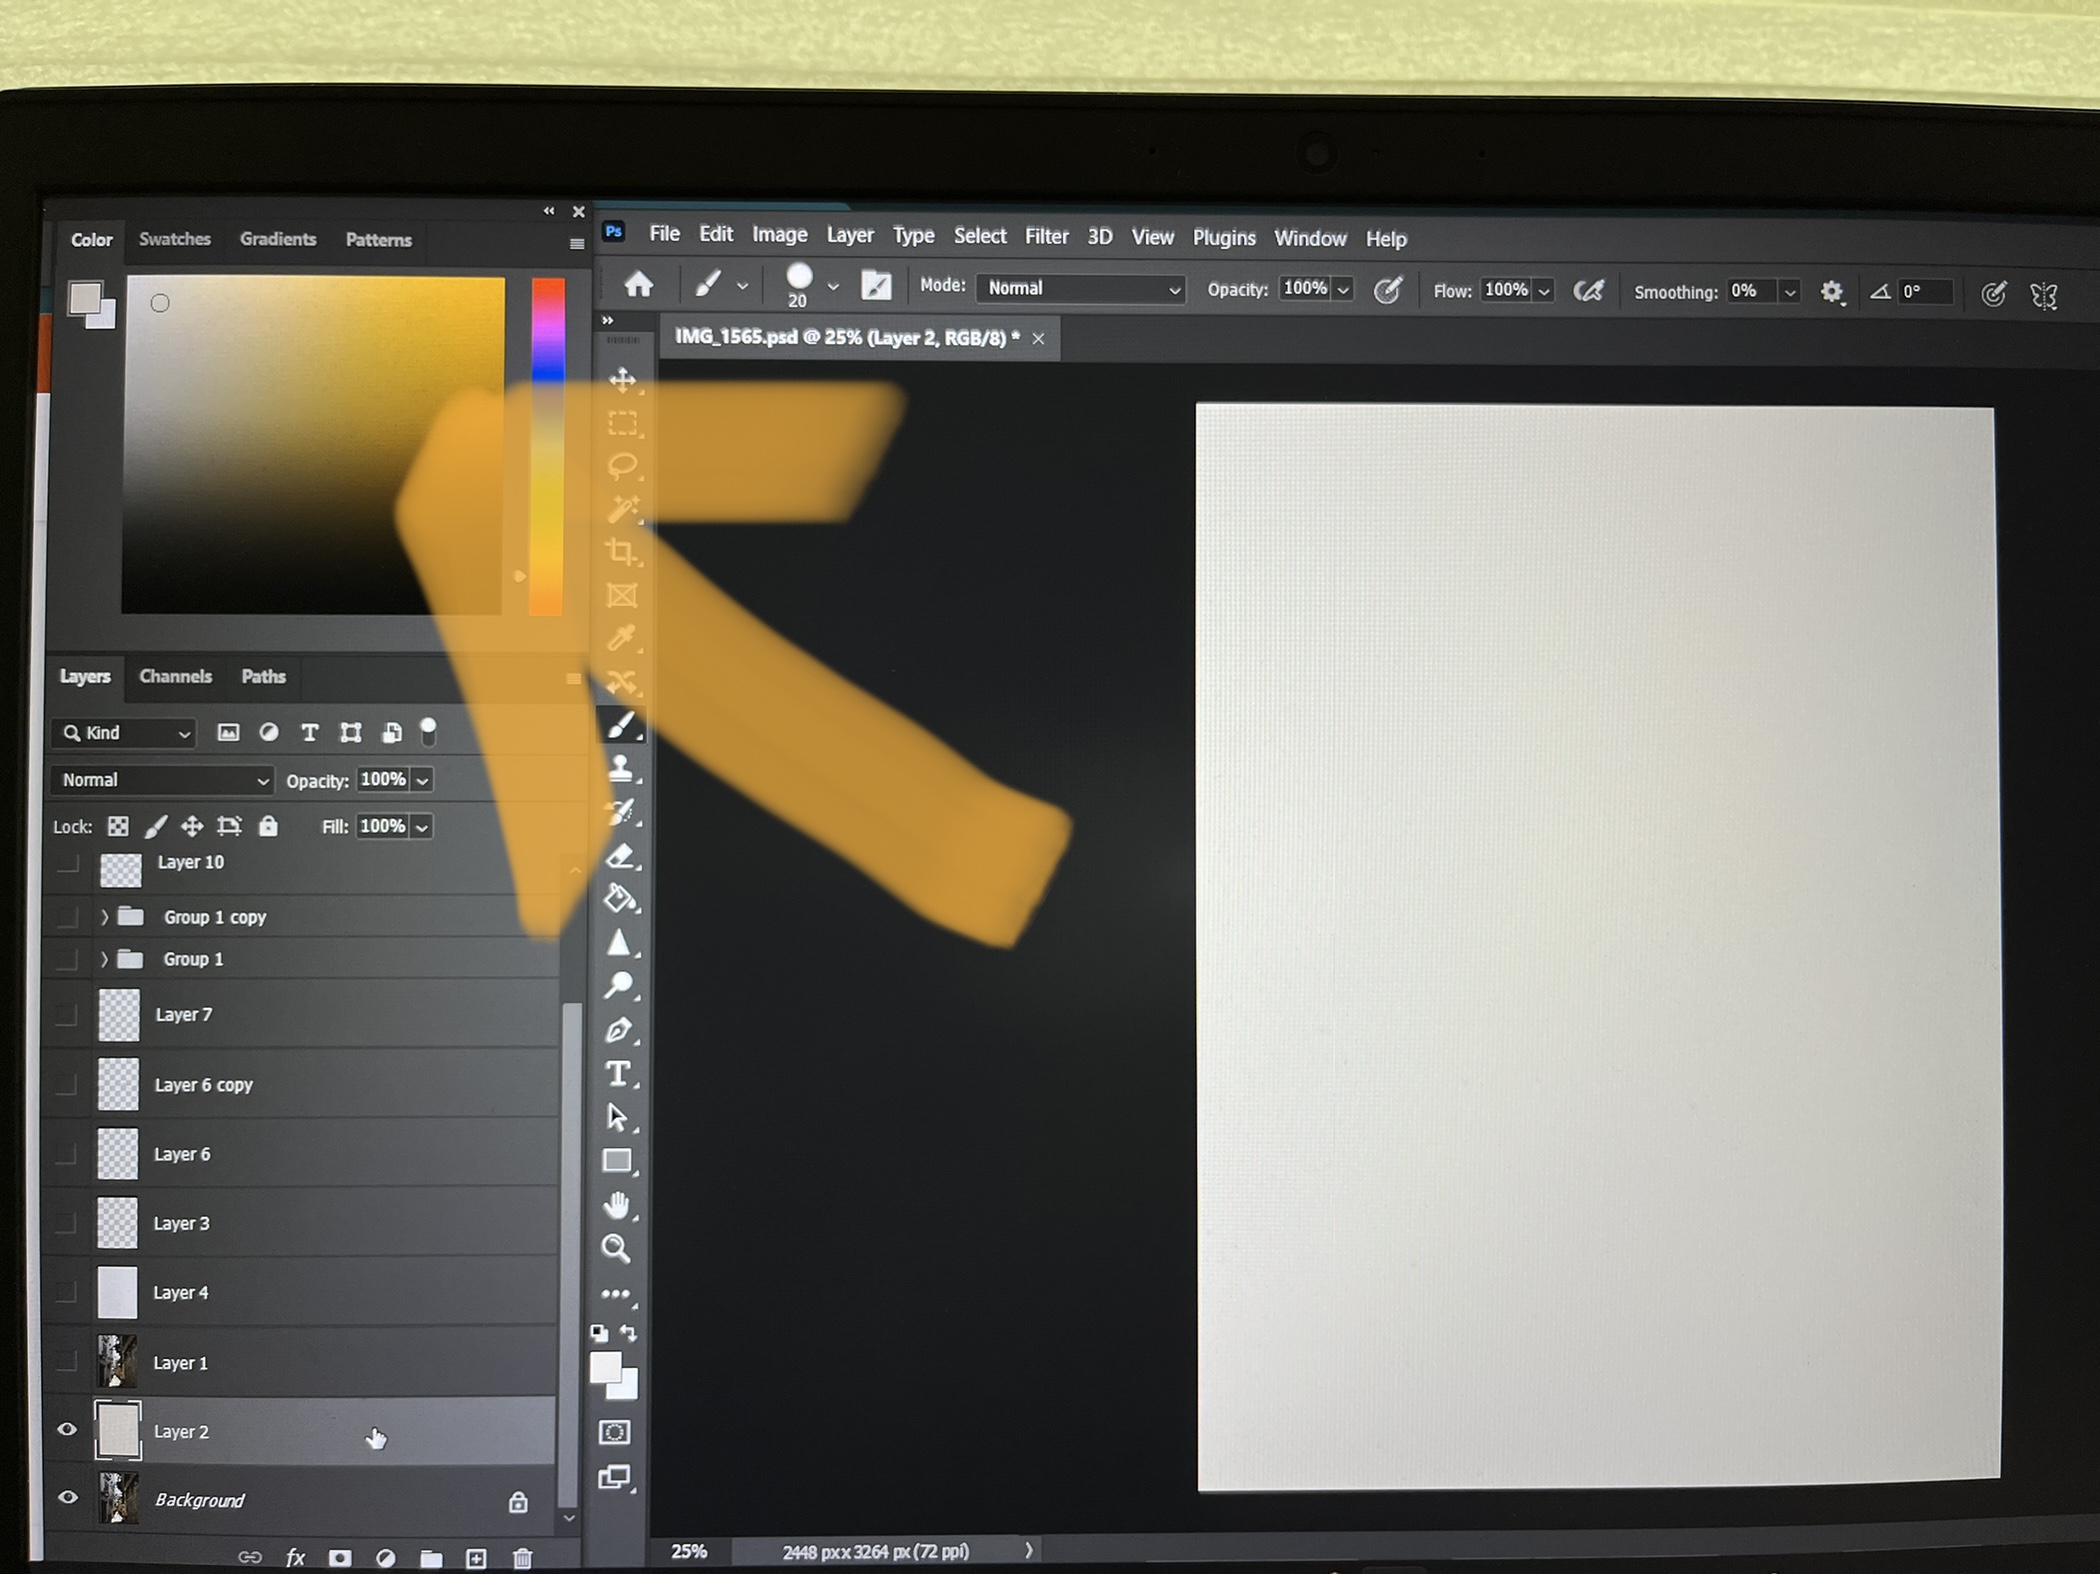 Color Swatches Gradients Patterns
Ps File Edit Image Layer Type Select Filter 3D View Plugins Window Help
20 Mode: Normal Opacity: 100% Flow: 100% Smoothing: 0% 0°
IMG_1565.psd @ 25% (Layer 2, RGB/8) *
Layers Channels Paths
Kind
Normal Opacity: 100%
Lock: Fill: 100%
Layer 10
Group 1 copy
Group 1
Layer 7
Layer 6 copy
Layer 6
Layer 3
Layer 4
Layer 1
Layer 2
Background
fx
25% 2448 px x 3264 px (72 ppi)